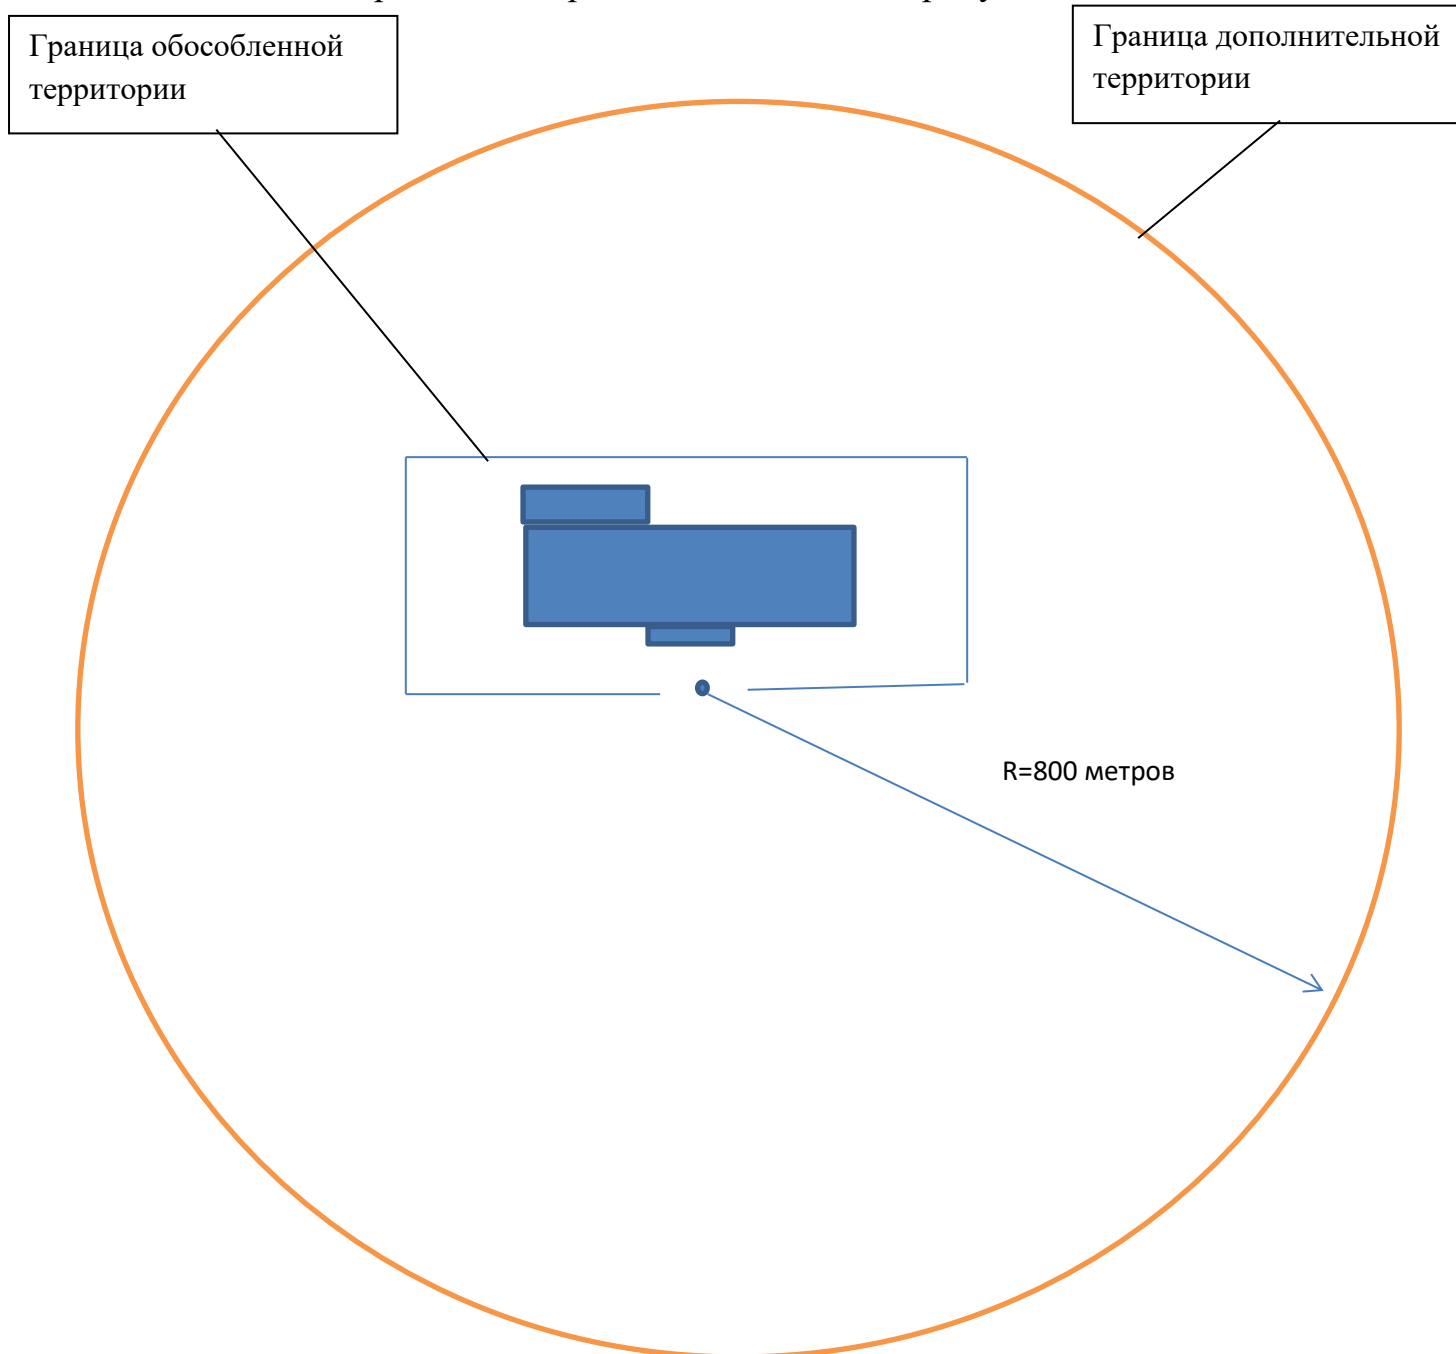 Граница обособленной
территории
Граница дополнительной
территории
R=800 метров